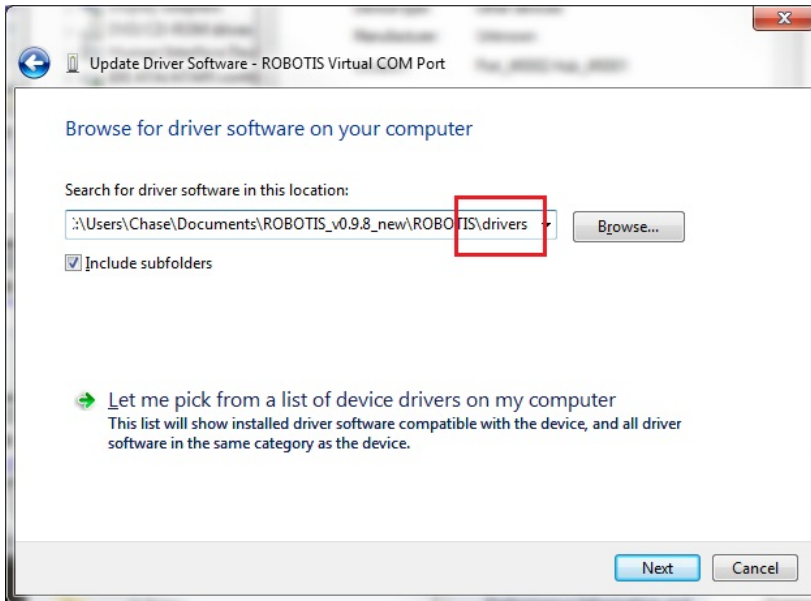 Update Driver Software - ROBOTIS Virtual COM Port
Browse for driver software on your computer
Search for driver software in this location:
:\Users\Chase\Documents\ROBOTIS_v0.9.8_new\ROBOTIS\drivers
Browse...
Include subfolders
Let me pick from a list of device drivers on my computer
This list will show installed driver software compatible with the device, and all driver
software in the same category as the device.
Next
Cancel